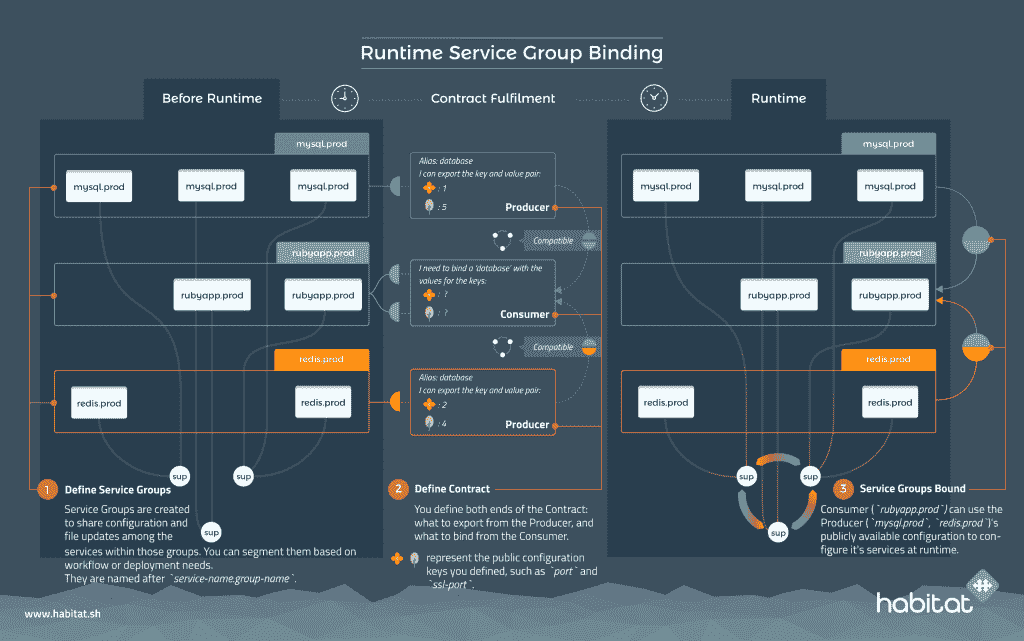 Runtime Service Group Binding
Before Runtime
Contract Fulfilment
Runtime
mysql.prod
mysql.prod
mysql.prod
mysql.prod
rubyapp.prod
rubyapp.prod
rubyapp.prod
redis.prod
redis.prod
redis.prod
sup
sup
sup
1 Define Service Groups
Service Groups are created
to share configuration and
file updates among the
services within those groups. You can segment them based on
workflow or deployment needs.
They are named after `service-name.group-name`.
Alias: database
I can export the key and value pair:
: 1
: 5
Producer
Compatible
I need to bind a 'database' with the
values for the keys:
: ?
: ?
Consumer
Compatible
Alias: database
I can export the key and value pair:
: 2
: 4
Producer
2 Define Contract
You define both ends of the Contract:
what to export from the Producer, and
what to bind from the Consumer.
represent the public configuration
keys you defined, such as `port` and
`ssl-port`.
mysql.prod
mysql.prod
mysql.prod
mysql.prod
rubyapp.prod
rubyapp.prod
rubyapp.prod
redis.prod
redis.prod
redis.prod
sup
sup
sup
3 Service Groups Bound
Consumer (`rubyapp.prod`) can use the
Producer (`mysql.prod`, `redis.prod`)'s
publicly available configuration to con-
figure it's services at runtime.
www.habitat.sh
habitat